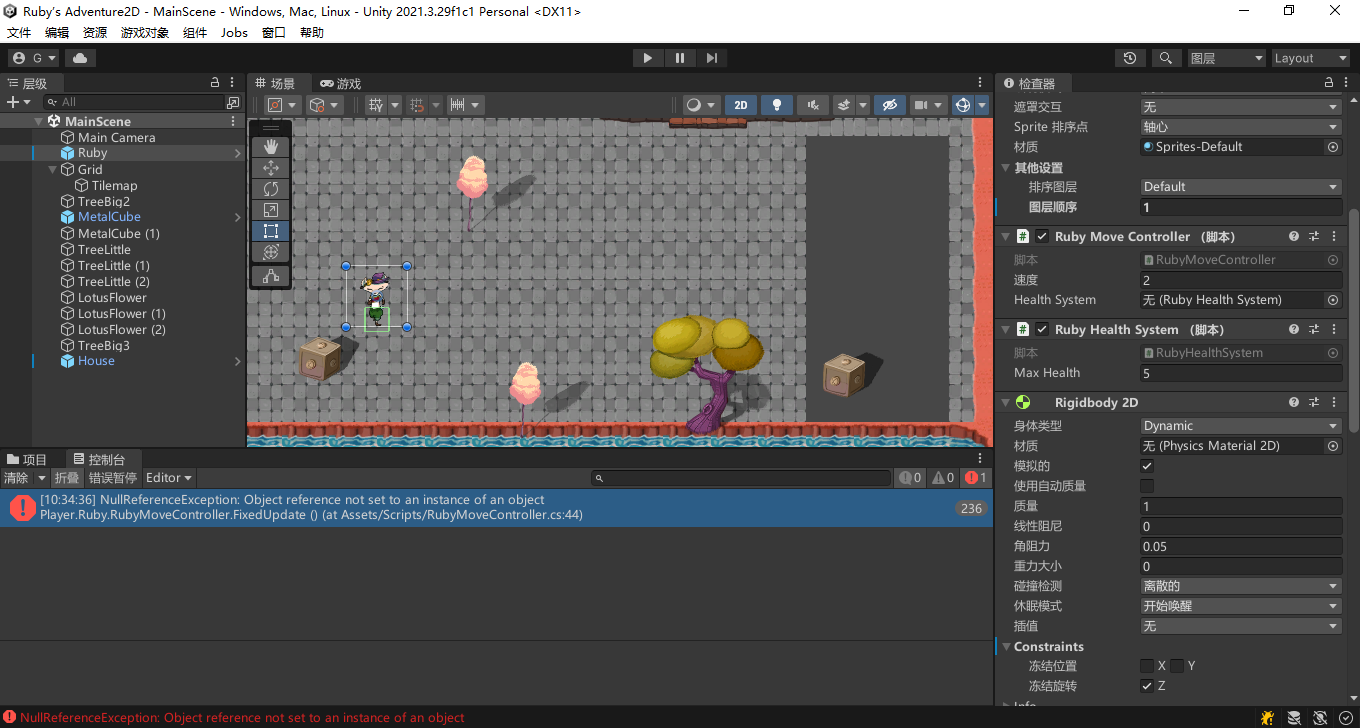 Ruby's Adventure2D - MainScene - Windows, Mac, Linux - Unity 2021.3.29f1c1 Personal <DX11>
文件 编辑 资源 游戏对象 组件 Jobs 窗口 帮助
G
图层
Layout
层级
All
MainScene
Main Camera
Ruby
Grid
Tilemap
TreeBig2
MetalCube
MetalCube (1)
TreeLittle
TreeLittle (1)
TreeLittle (2)
LotusFlower
LotusFlower (1)
LotusFlower (2)
TreeBig3
House
场景 游戏
2D
检查器
遮罩交互 无
Sprite 排序点 轴心
材质 Sprites-Default
其他设置
排序图层 Default
图层顺序 1
Ruby Move Controller (脚本)
脚本 RubyMoveController
速度 2
Health System 无 (Ruby Health System)
Ruby Health System (脚本)
脚本 RubyHealthSystem
Max Health 5
Rigidbody 2D
身体类型 Dynamic
材质 无 (Physics Material 2D)
模拟的
使用自动质量
质量 1
线性阻尼 0
角阻力 0.05
重力大小 0
碰撞检测 离散的
休眠模式 开始唤醒
插值 无
Constraints
冻结位置 X Y
冻结旋转 Z
Info
项目 控制台
清除 折叠 错误暂停 Editor 0 0 1
[10:34:36] NullReferenceException: Object reference not set to an instance of an object
Player.Ruby.RubyMoveController.FixedUpdate () (at Assets/Scripts/RubyMoveController.cs:44)
236
NullReferenceException: Object reference not set to an instance of an object